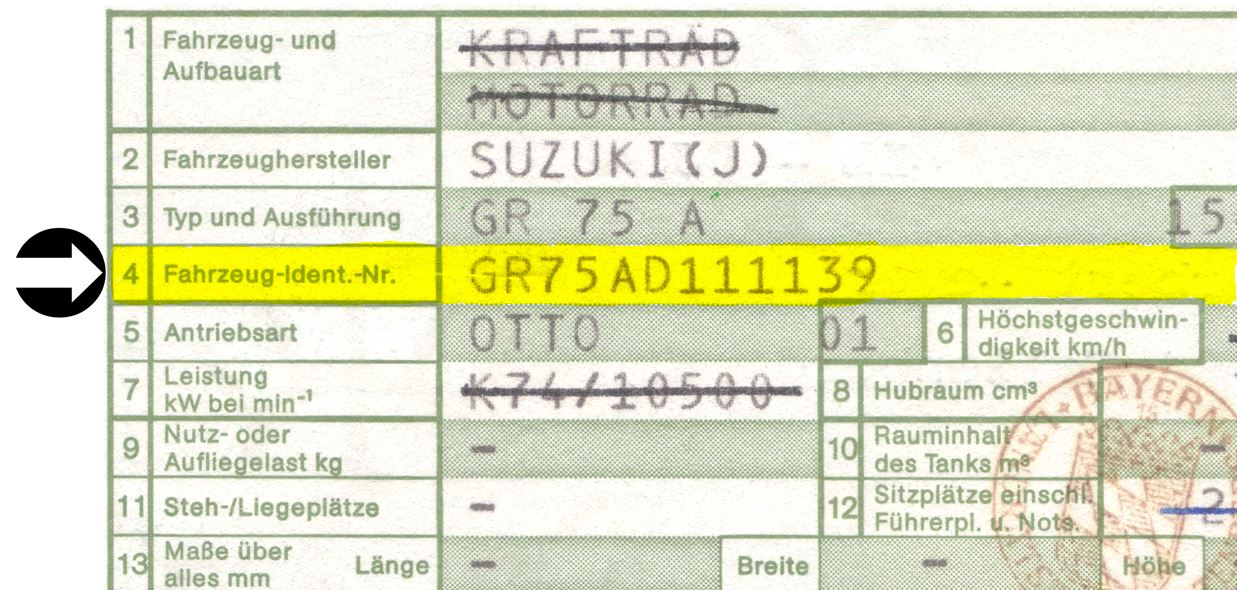 1 Fahrzeug- und KRAFTRAD
Aufbauart MOTORRAD
2 Fahrzeughersteller SUZUKI(J)
3 Typ und Ausführung GR 75 A 15
4 Fahrzeug-Ident.-Nr. GR75AD111139
5 Antriebsart OTTO 01 6 Höchstgeschwin-
digkeit km/h
7 Leistung K74/10500 8 Hubraum cm³
kW bei min⁻¹
9 Nutz- oder - 10 Rauminhalt -
Aufliegelast kg des Tanks m³
11 Steh-/Liegeplätze - 12 Sitzplätze einschl. 2
Führerpl. u. Nots.
13 Maße über Länge - Breite - Höhe
alles mm
BAYERN